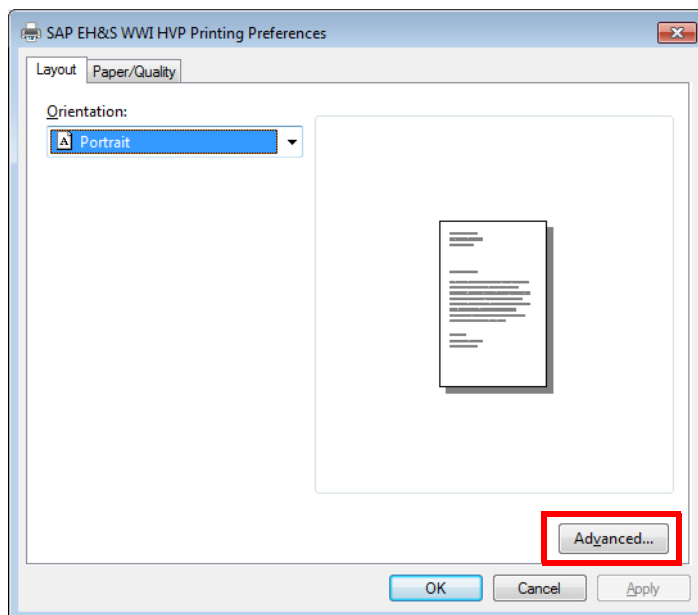 SAP EH&S WWI HVP Printing Preferences
Layout Paper/Quality
Orientation:
A Portrait
Advanced...
OK Cancel Apply